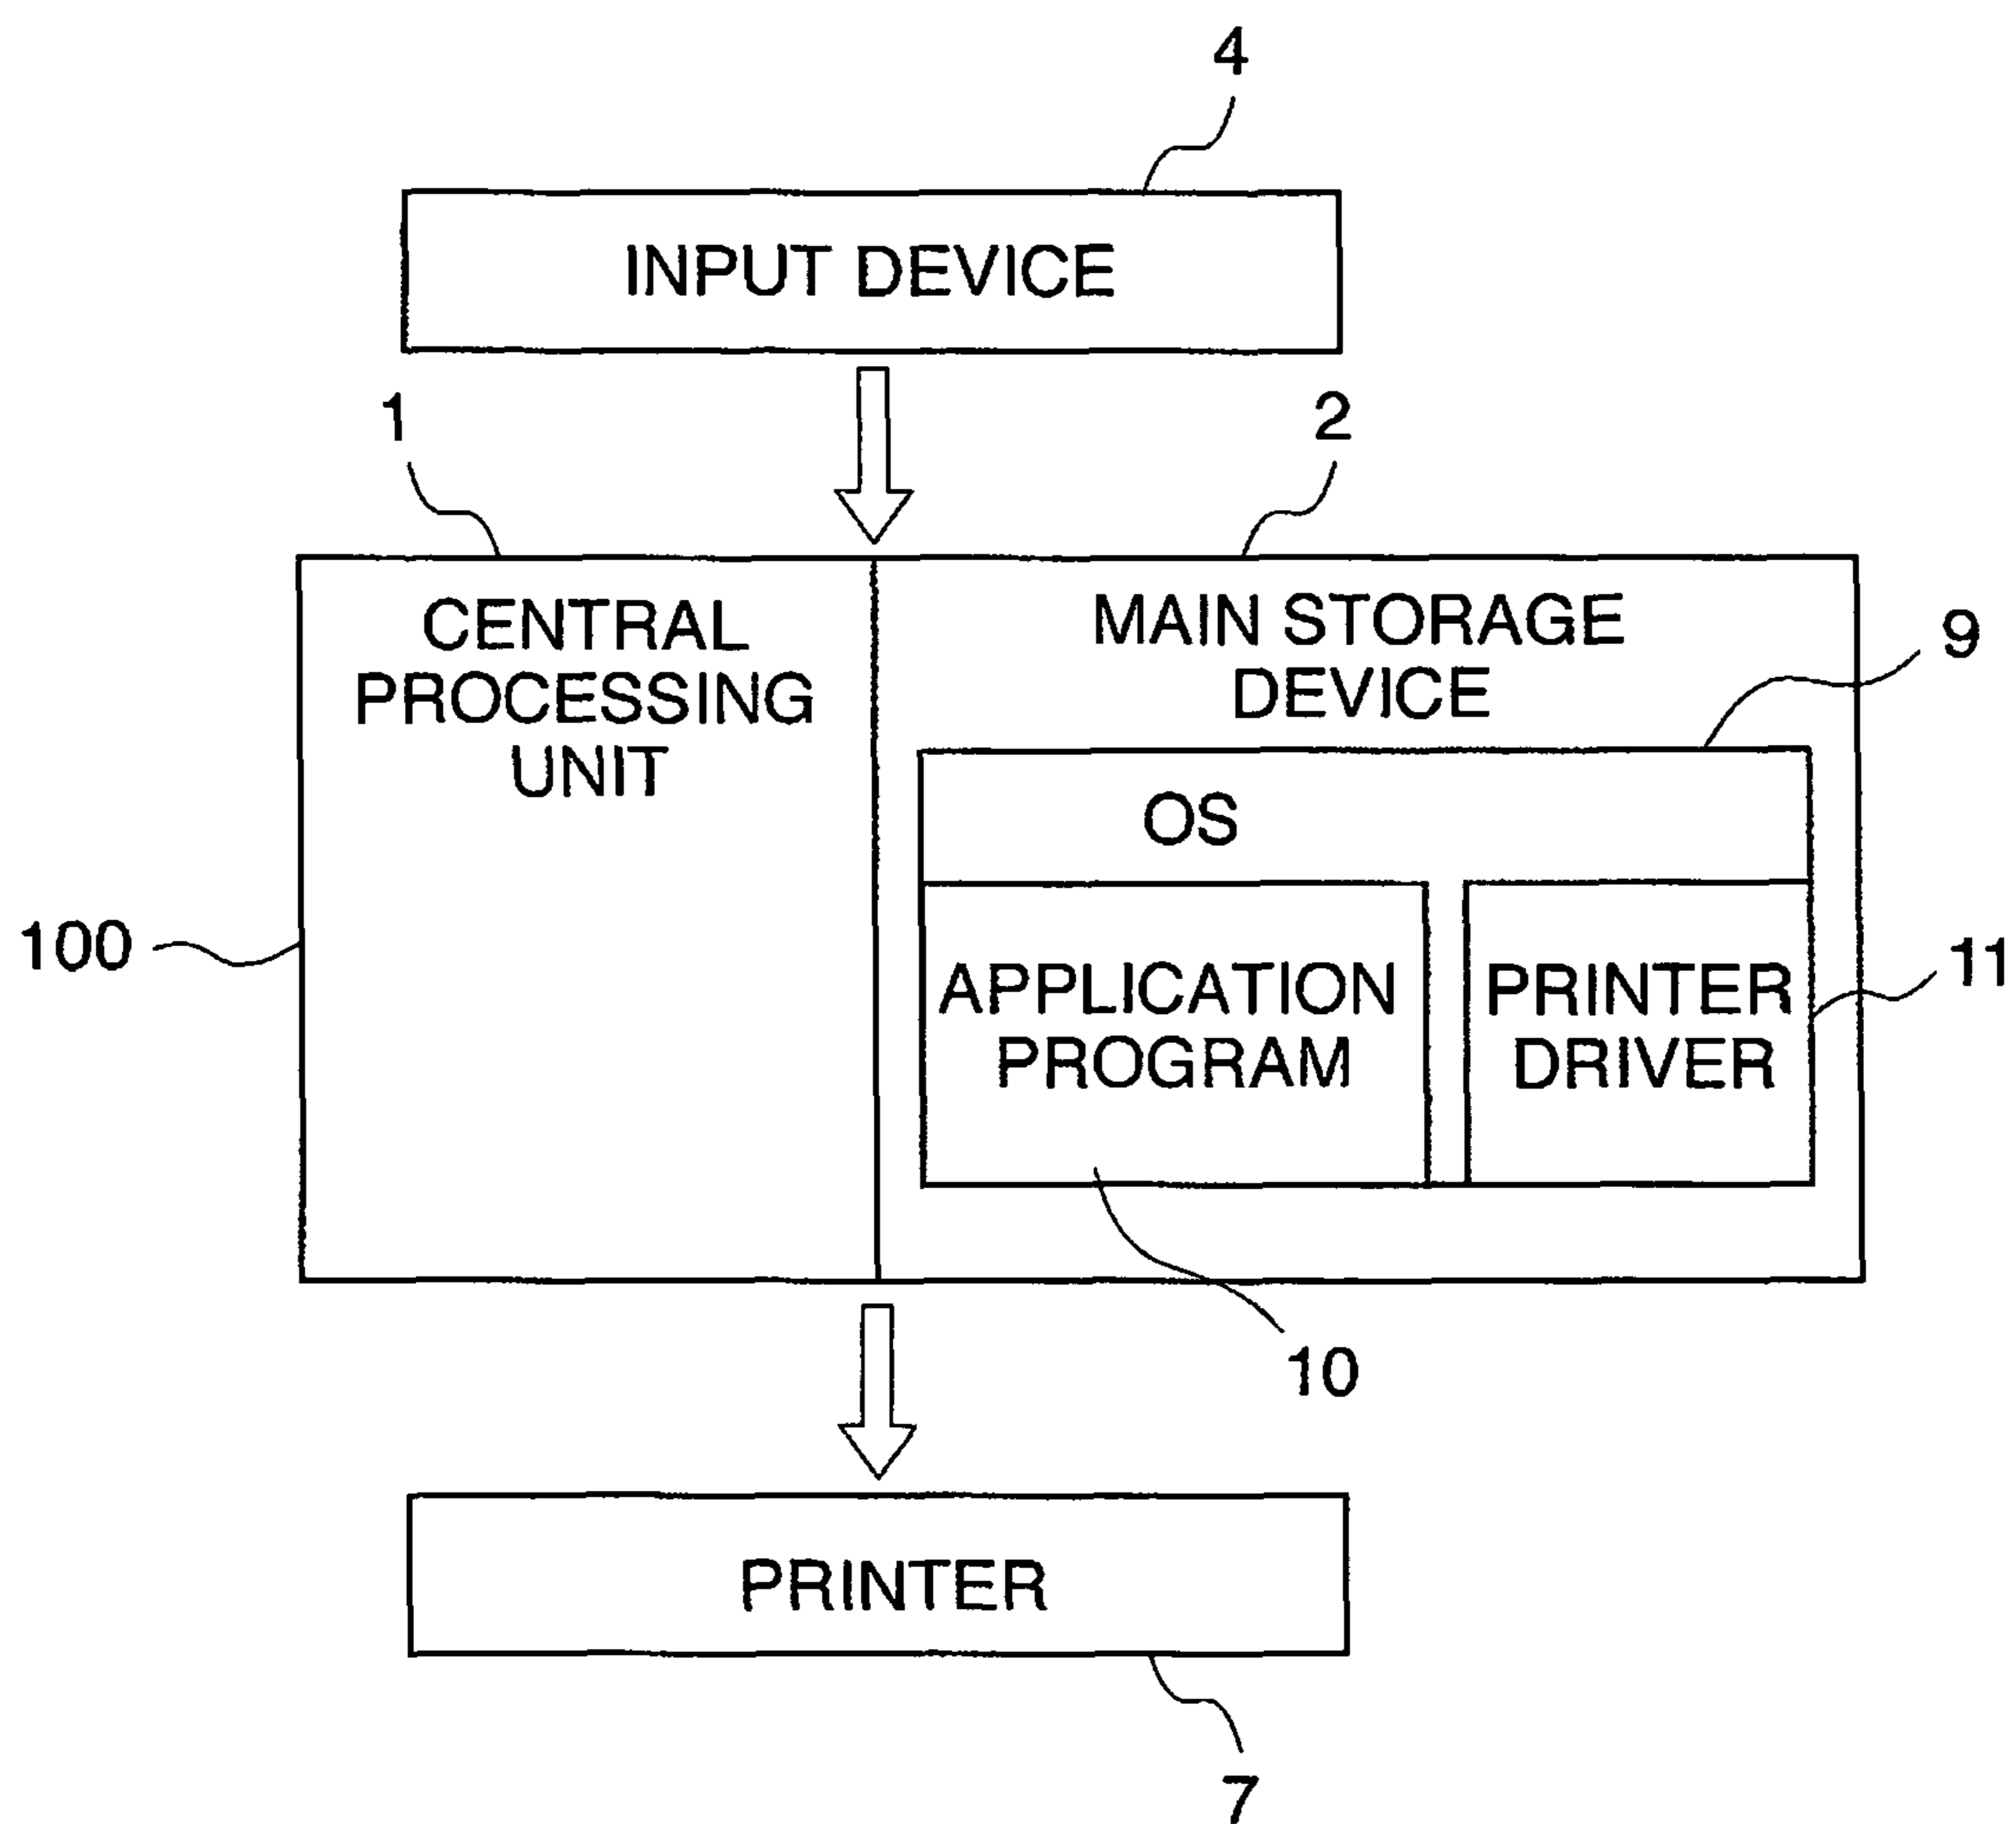 4
INPUT DEVICE
1
2
CENTRAL
PROCESSING
UNIT
MAIN STORAGE
DEVICE
9
OS
100
APPLICATION
PROGRAM
PRINTER
DRIVER
11
10
PRINTER
7